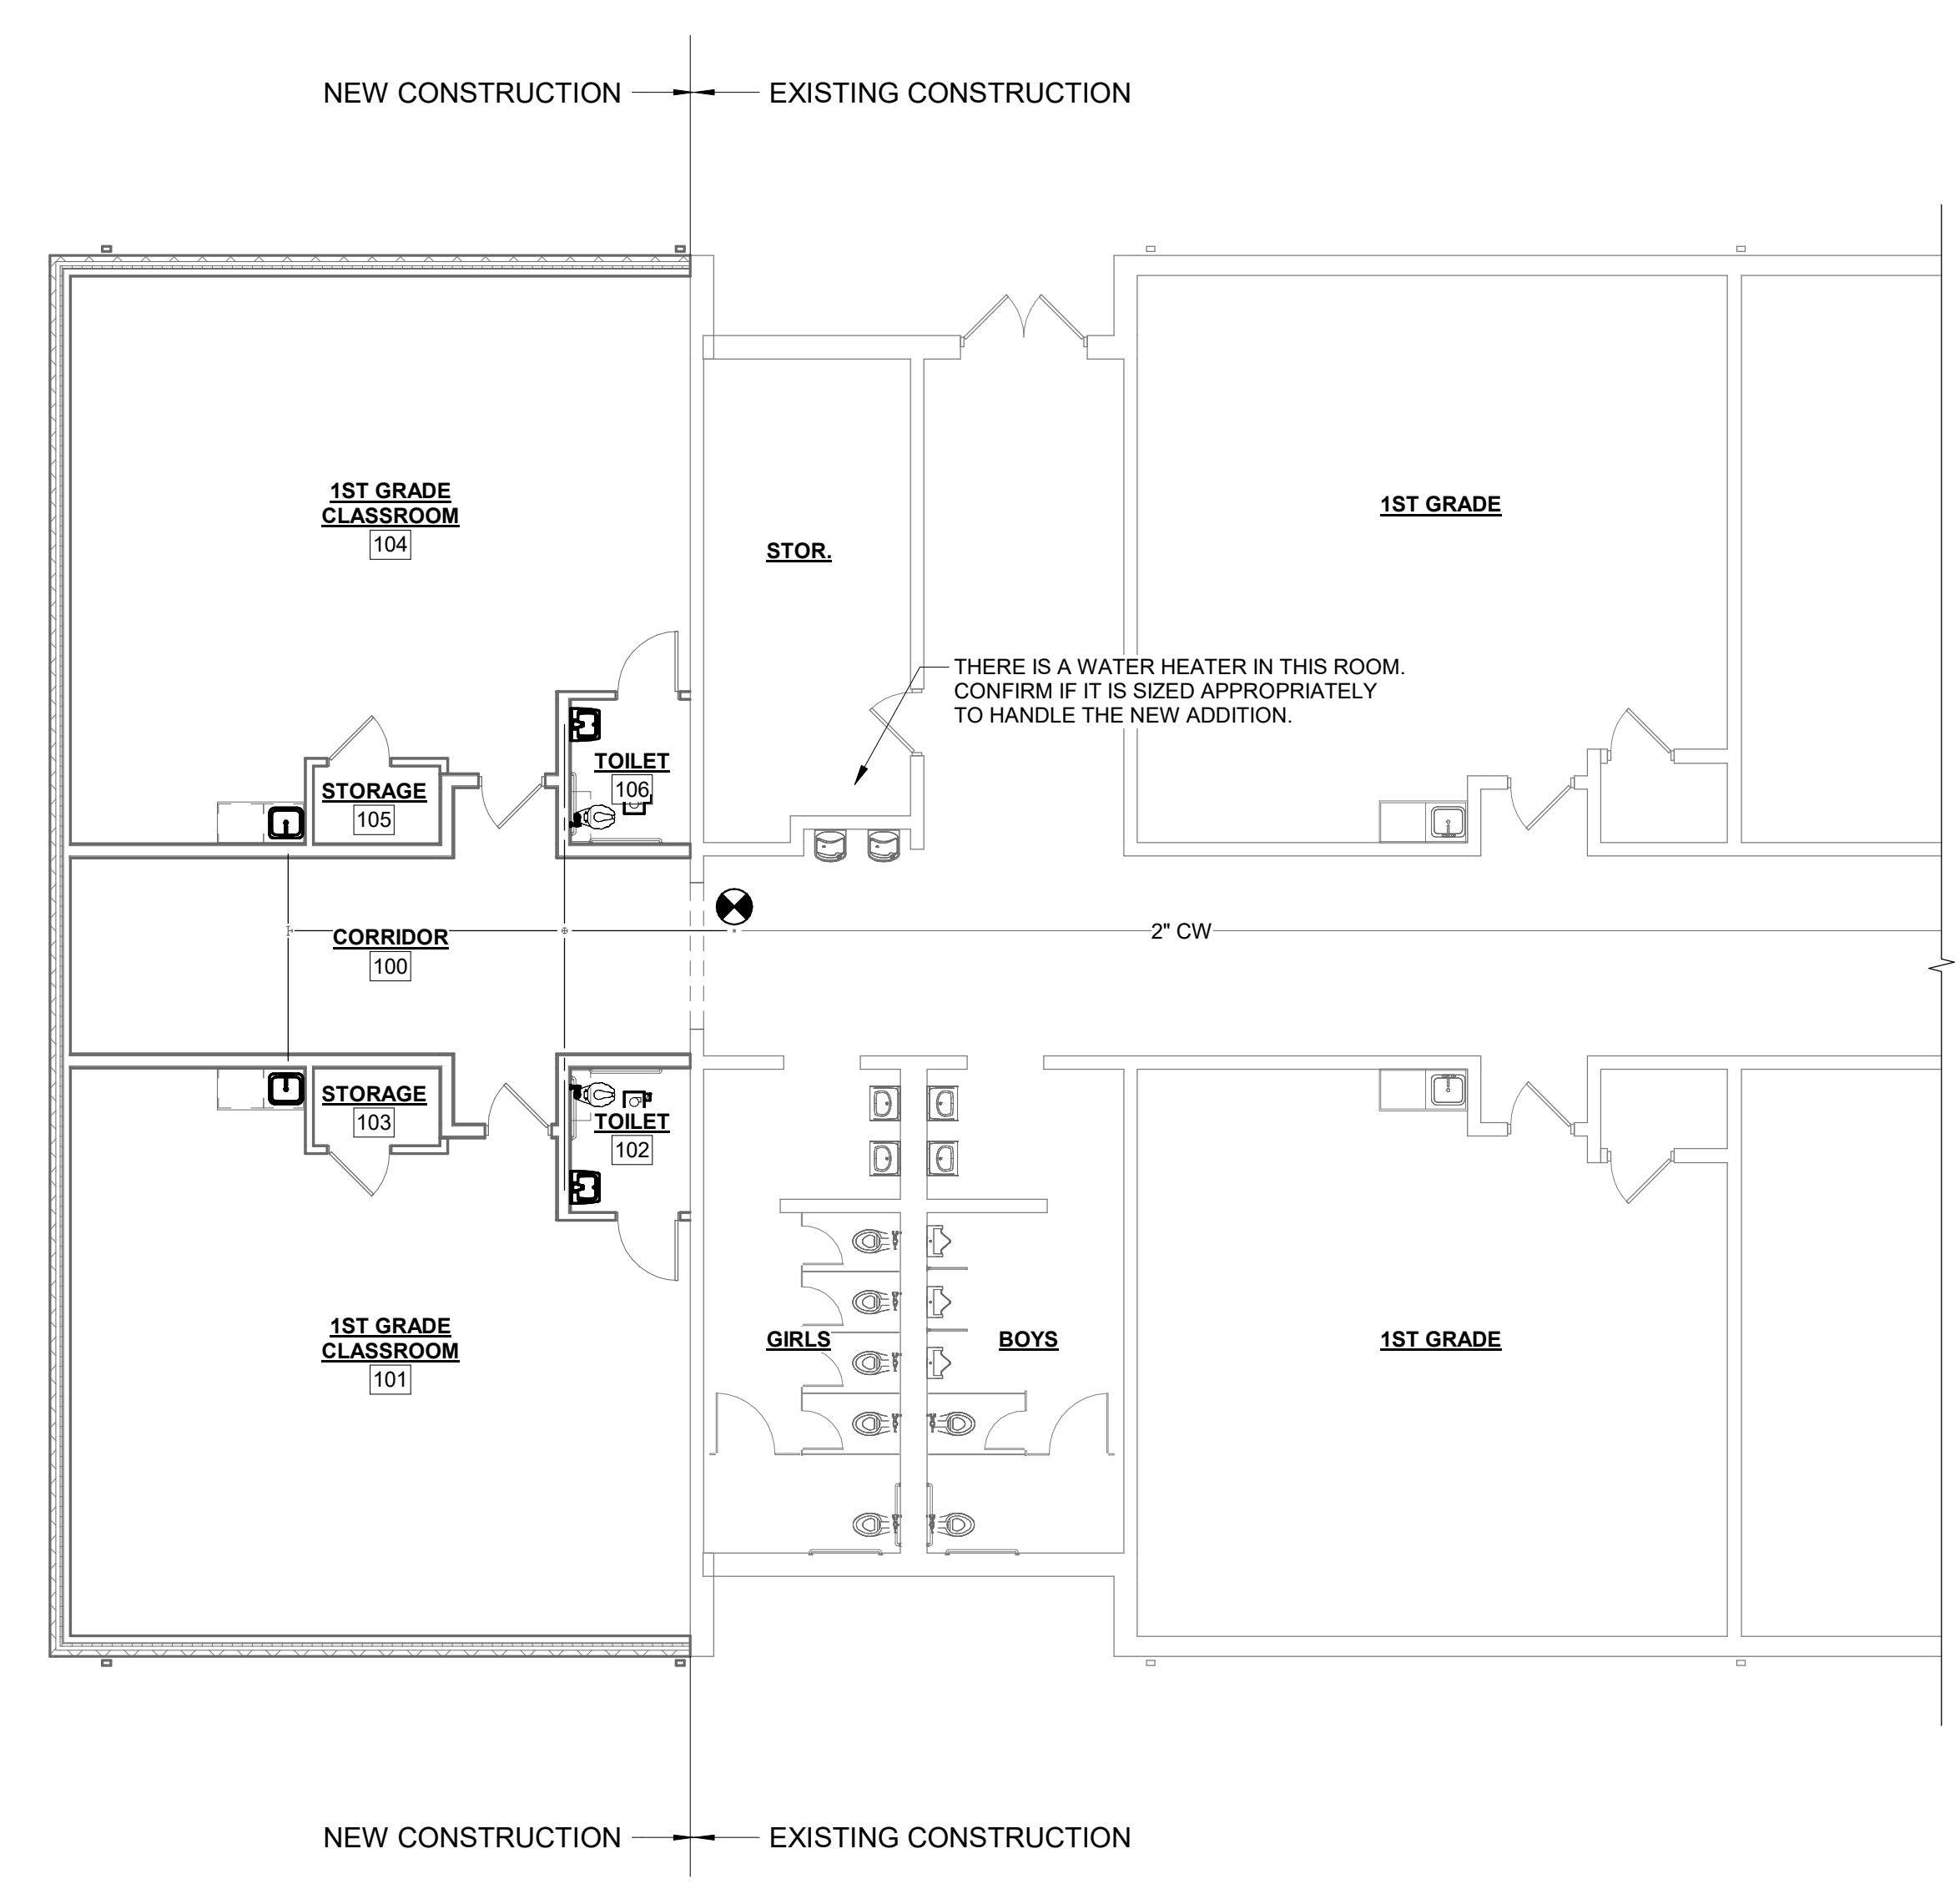 NEW CONSTRUCTION
EXISTING CONSTRUCTION
1ST GRADE
CLASSROOM
104
STOR.
1ST GRADE
THERE IS A WATER HEATER IN THIS ROOM.
CONFIRM IF IT IS SIZED APPROPRIATELY
TO HANDLE THE NEW ADDITION.
TOILET
106
STORAGE
105
CORRIDOR
100
2" CW
STORAGE
103
TOILET
102
1ST GRADE
CLASSROOM
101
GIRLS
BOYS
1ST GRADE
NEW CONSTRUCTION
EXISTING CONSTRUCTION